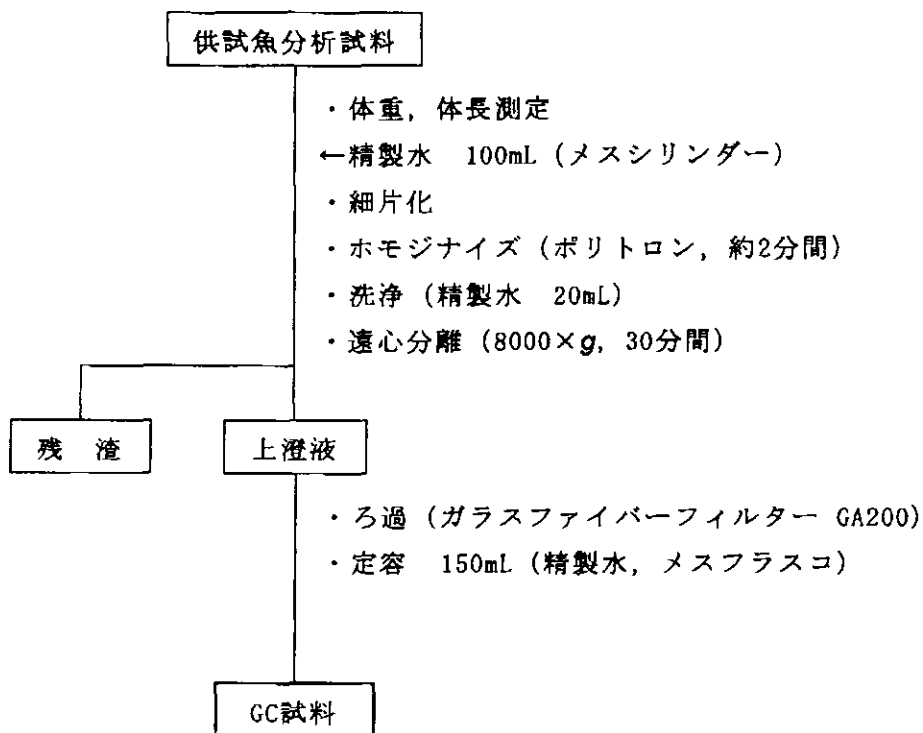 供試魚分析試料
・体重, 体長測定
←精製水 100mL (メスシリンダー)
・細片化
・ホモジナイズ (ポリトロン, 約2分間)
・洗浄 (精製水 20mL)
・遠心分離 (8000×g, 30分間)
残 渣
上澄液
・ろ過 (ガラスファイバーフィルター GA200)
・定容 150mL (精製水, メスフラスコ)
GC試料